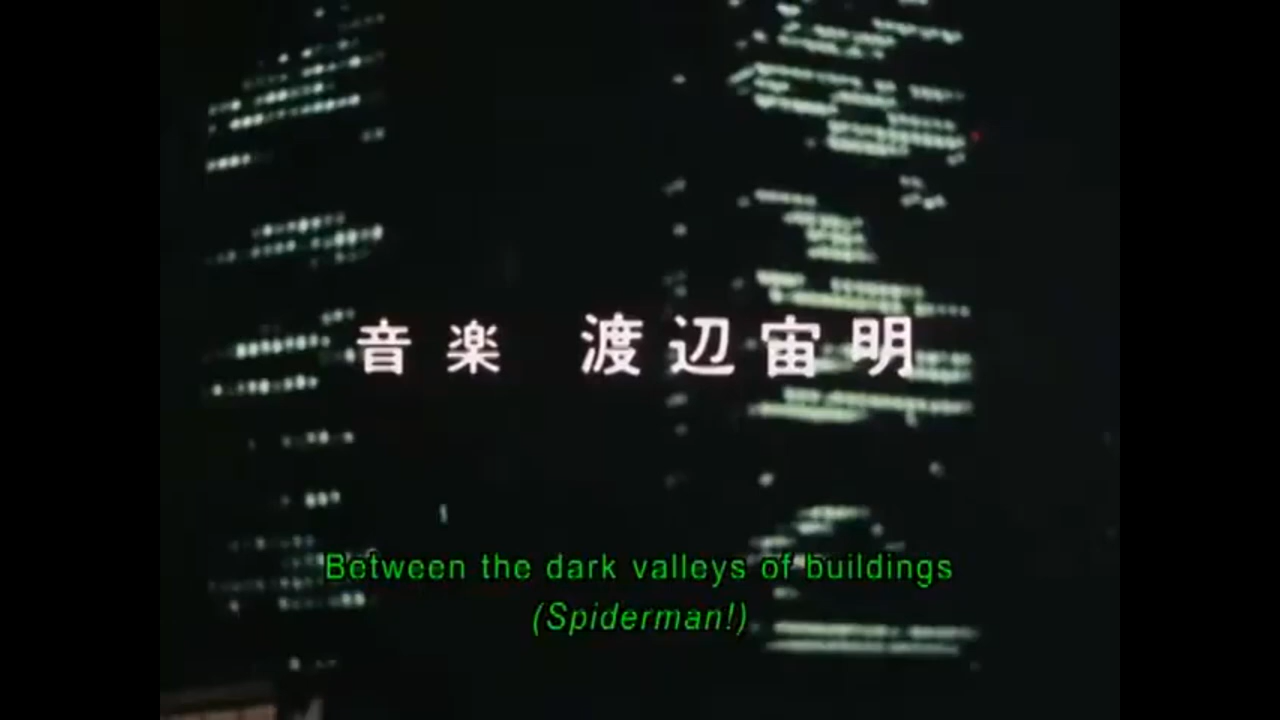 音楽 渡辺宙明
Between the dark valleys of buildings
(Spiderman!)